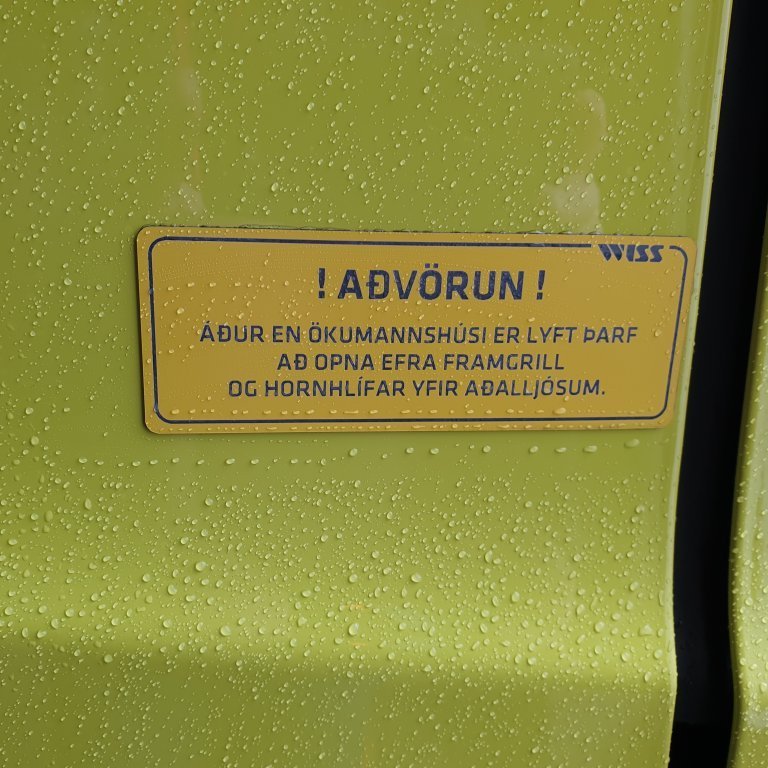 WISS
! AÐVÖRUN !
ÁÐUR EN ÖKUMANNSHÚSI ER LYFT ÞARF
AÐ OPNA EFRA FRAMGRILL
OG HORNHLÍFAR YFIR AÐALLJÓSUM.